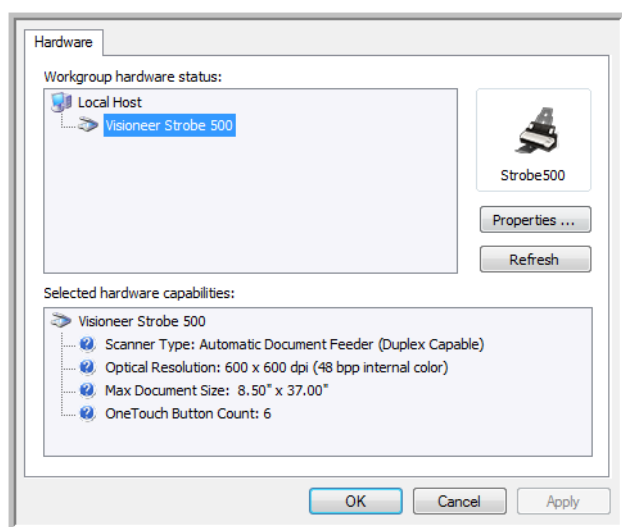 Hardware
Workgroup hardware status:
Local Host
Visioneer Strobe 500
Strobe500
Properties ...
Refresh
Selected hardware capabilities:
Visioneer Strobe 500
Scanner Type: Automatic Document Feeder (Duplex Capable)
Optical Resolution: 600 x 600 dpi (48 bpp internal color)
Max Document Size: 8.50" x 37.00"
OneTouch Button Count: 6
OK Cancel Apply